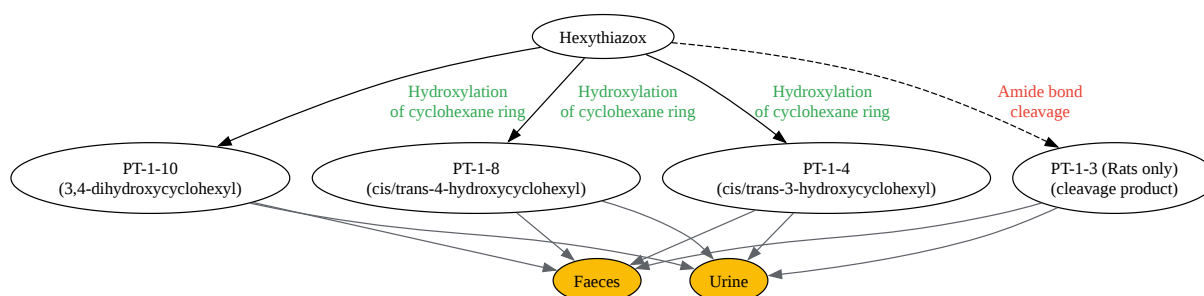 Hexythiazox
Hydroxylation
of cyclohexane ring
Hydroxylation
of cyclohexane ring
Hydroxylation
of cyclohexane ring
Amide bond
cleavage
PT-1-10
(3,4-dihydroxycyclohexyl)
PT-1-8
(cis/trans-4-hydroxycyclohexyl)
PT-1-4
(cis/trans-3-hydroxycyclohexyl)
PT-1-3 (Rats only)
(cleavage product)
Faeces
Urine